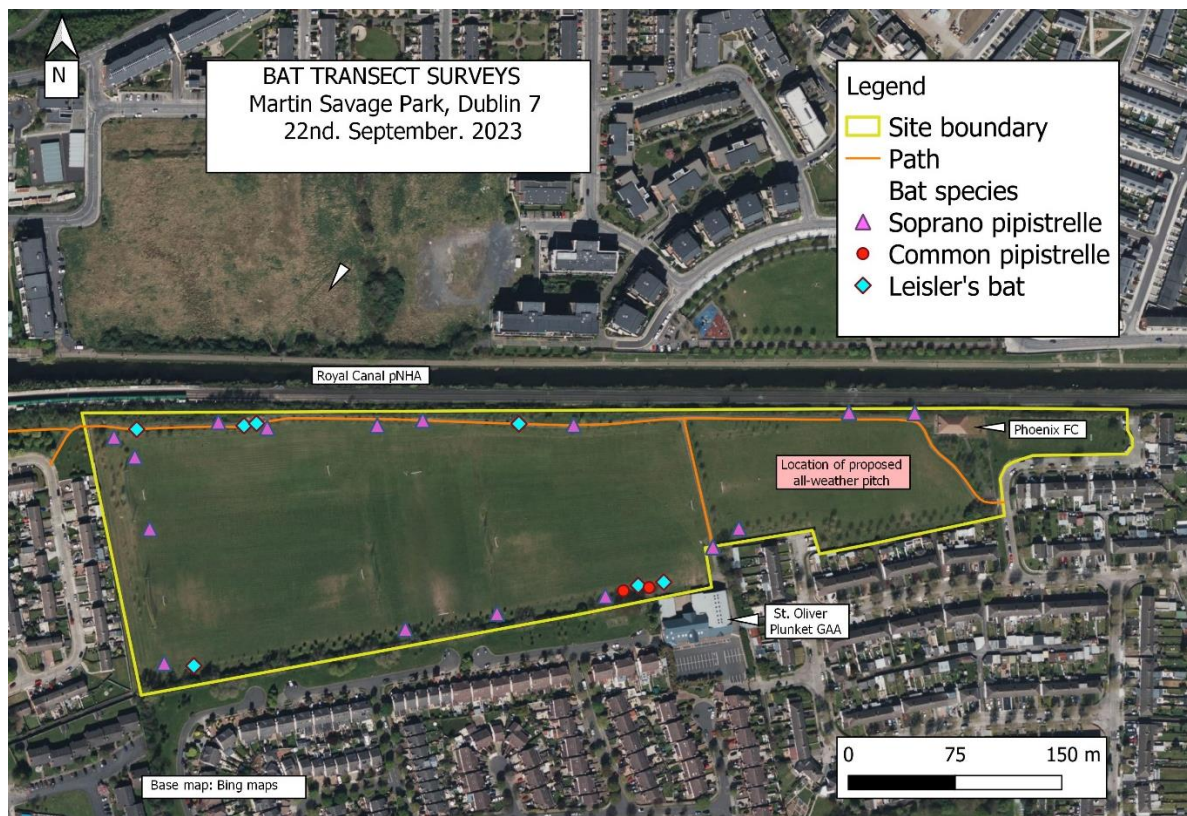 N
BAT TRANSECT SURVEYS
Martin Savage Park, Dublin 7
22nd. September. 2023
Legend
Site boundary
Path
Bat species
Soprano pipistrelle
Common pipistrelle
Leisler's bat
Royal Canal pNHA
Phoenix FC
Location of proposed
all-weather pitch
St. Oliver
Plunket GAA
0 75 150 m
Base map: Bing maps